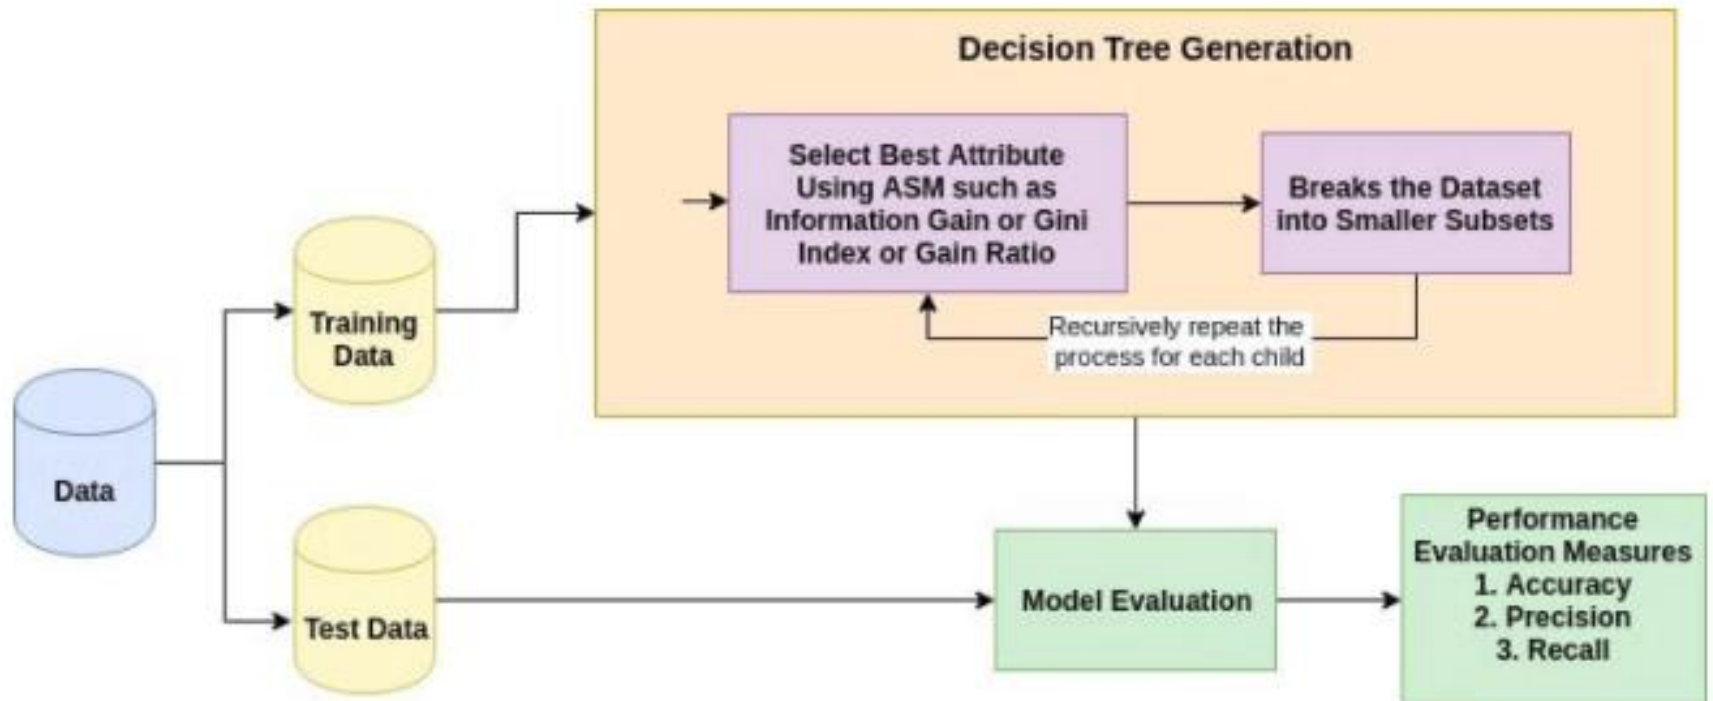 Decision Tree Generation
Select Best Attribute
Using ASM such as
Information Gain or Gini
Index or Gain Ratio
Breaks the Dataset
into Smaller Subsets
Recursively repeat the
process for each child
Training
Data
Data
Test Data
Model Evaluation
Performance
Evaluation Measures
1. Accuracy
2. Precision
3. Recall